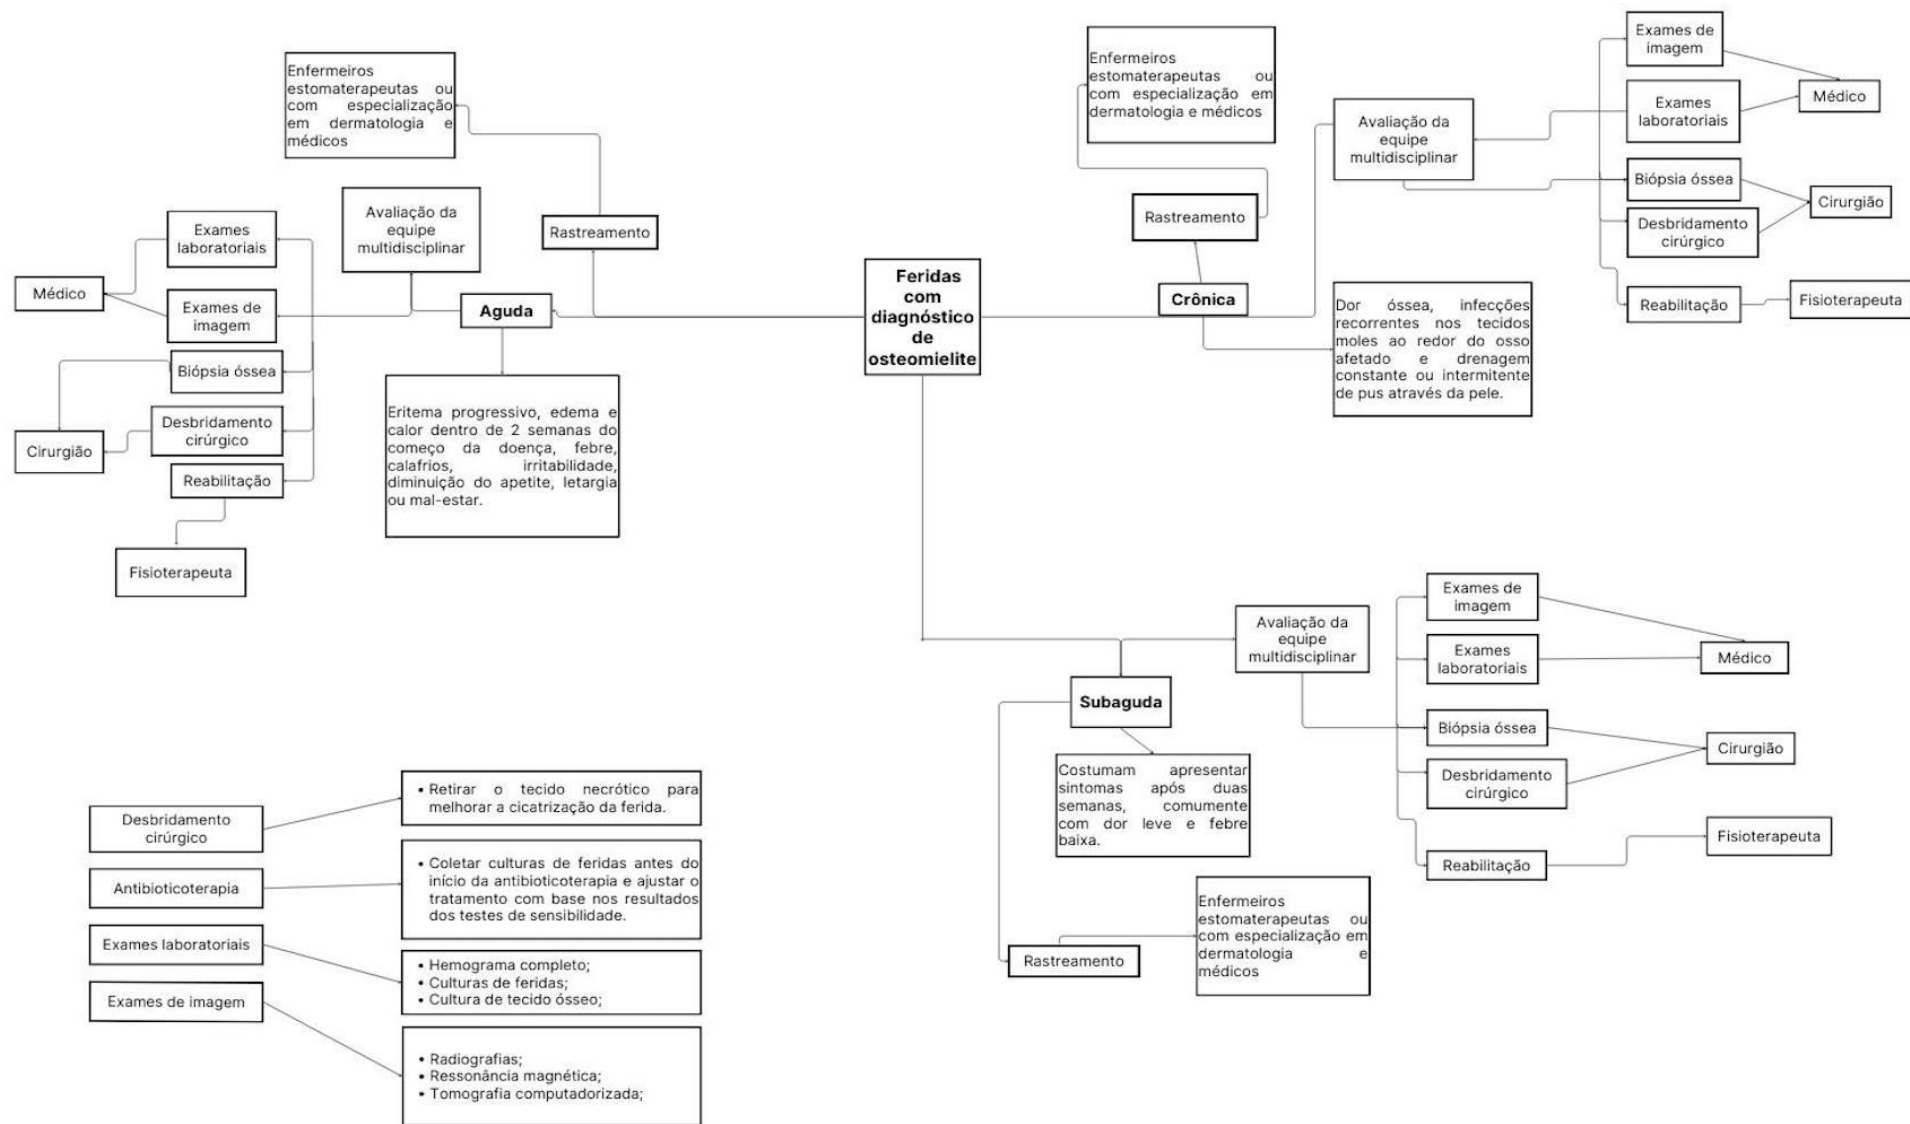 Enfermeiros
estomaterapeutas ou
com especialização
em dermatologia e
médicos
Avaliação da
equipe
multidisciplinar
Rastreamento
Exames
laboratoriais
Médico
Exames de
imagem
Aguda
Biópsia óssea
Desbridamento
cirúrgico
Cirurgião
Reabilitação
Fisioterapeuta
Eritema progressivo, edema e
calor dentro de 2 semanas do
começo da doença, febre,
calafrios, irritabilidade,
diminuição do apetite, letargia
ou mal-estar.
Feridas
com
diagnóstico
de
osteomielite
Enfermeiros
estomaterapeutas ou
com especialização em
dermatologia e médicos
Rastreamento
Crônica
Avaliação da
equipe
multidisciplinar
Exames de
imagem
Exames
laboratoriais
Médico
Biópsia óssea
Desbridamento
cirúrgico
Cirurgião
Reabilitação
Fisioterapeuta
Dor óssea, infecções
recorrentes nos tecidos
moles ao redor do osso
afetado e drenagem
constante ou intermitente
de pus através da pele.
Avaliação da
equipe
multidisciplinar
Exames de
imagem
Exames
laboratoriais
Médico
Subaguda
Biópsia óssea
Desbridamento
cirúrgico
Cirurgião
Reabilitação
Fisioterapeuta
Costumam apresentar
sintomas após duas
semanas, comumente
com dor leve e febre
baixa.
Rastreamento
Enfermeiros
estomaterapeutas ou
com especialização em
dermatologia e
médicos
Desbridamento
cirúrgico
• Retirar o tecido necrótico para
melhorar a cicatrização da ferida.
Antibioticoterapia
• Coletar culturas de feridas antes do
início da antibioticoterapia e ajustar o
tratamento com base nos resultados
dos testes de sensibilidade.
Exames laboratoriais
• Hemograma completo;
• Culturas de feridas;
• Cultura de tecido ósseo;
Exames de imagem
• Radiografias;
• Ressonância magnética;
• Tomografia computadorizada;